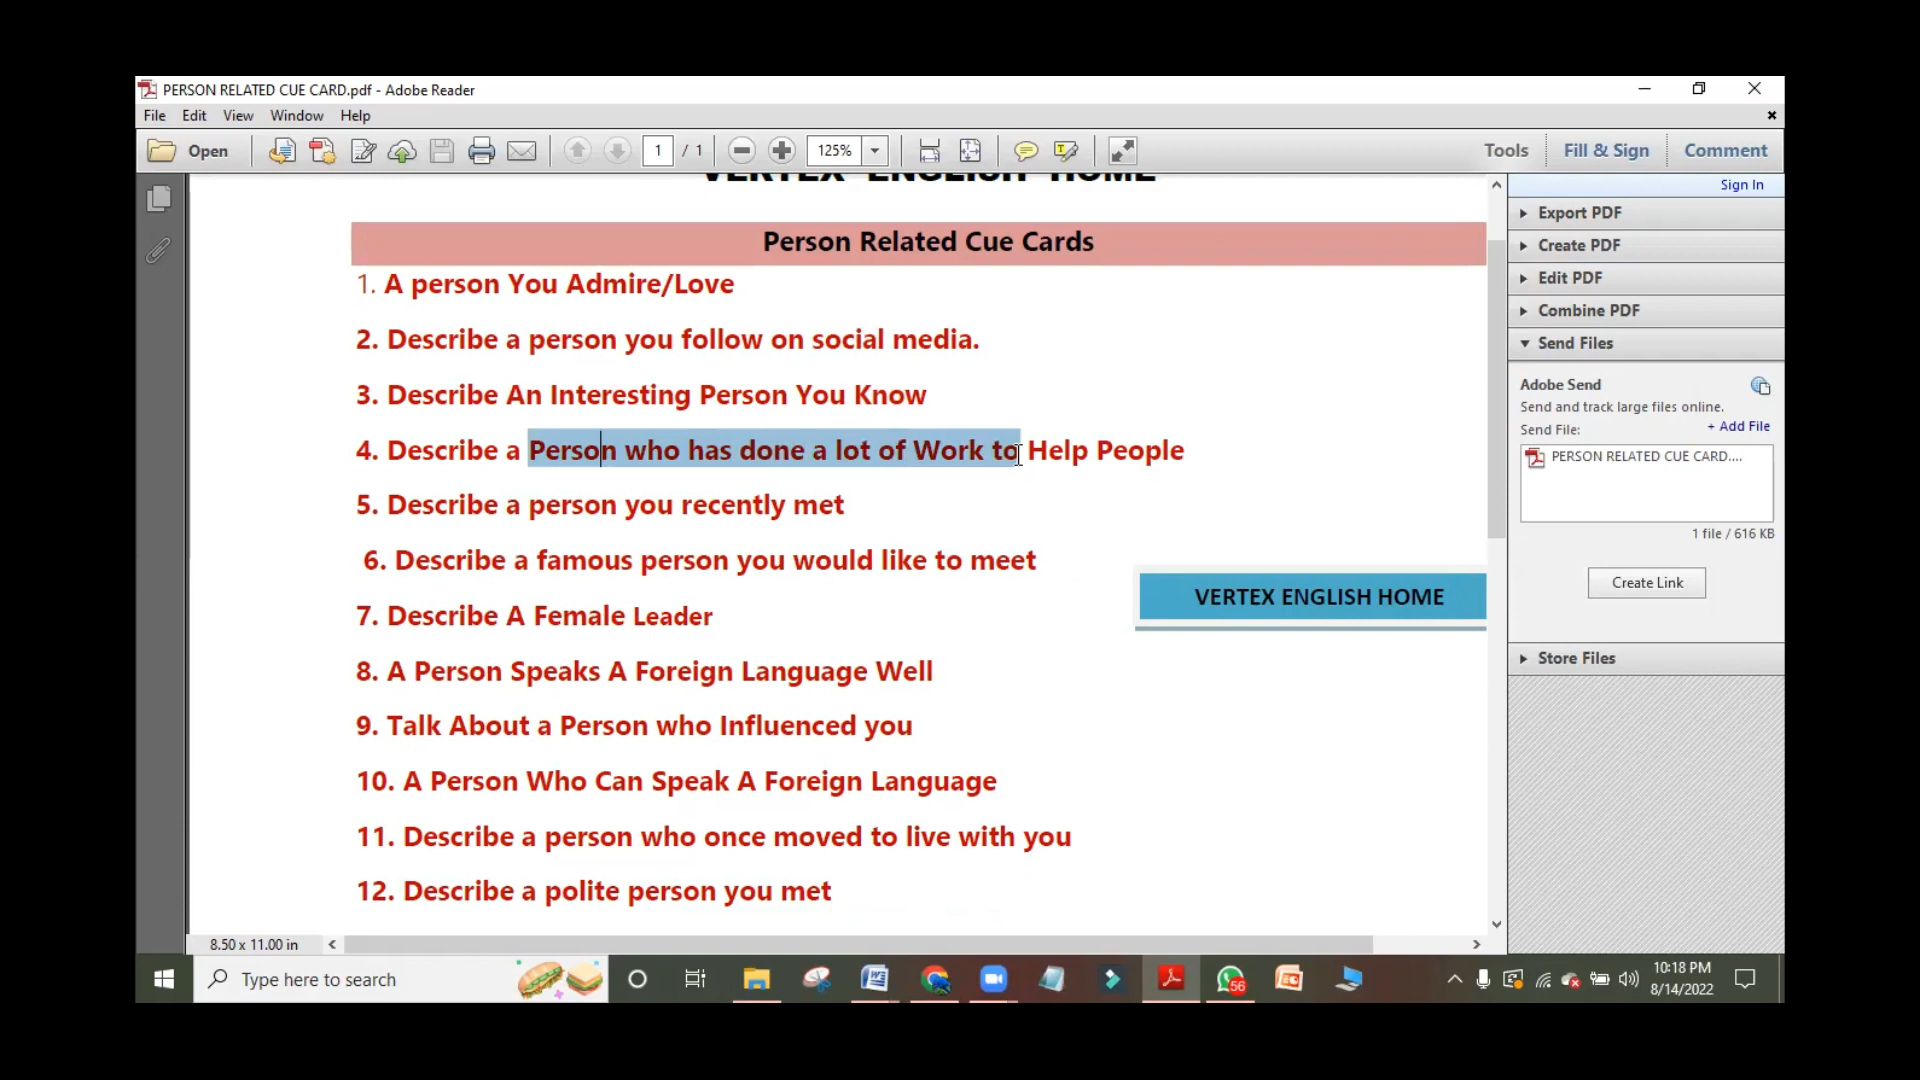 PERSON RELATED CUE CARD.pdf - Adobe Reader
File Edit View Window Help
Open 1 / 1 125% Tools Fill & Sign Comment
VERTEX ENGLISH HOME
Sign In
Person Related Cue Cards
1. A person You Admire/Love
2. Describe a person you follow on social media.
3. Describe An Interesting Person You Know
4. Describe a Person who has done a lot of Work to Help People
5. Describe a person you recently met
6. Describe a famous person you would like to meet
7. Describe A Female Leader
8. A Person Speaks A Foreign Language Well
9. Talk About a Person who Influenced you
10. A Person Who Can Speak A Foreign Language
11. Describe a person who once moved to live with you
12. Describe a polite person you met
VERTEX ENGLISH HOME
Export PDF
Create PDF
Edit PDF
Combine PDF
Send Files
Adobe Send
Send and track large files online.
Send File: + Add File
PERSON RELATED CUE CARD....
1 file / 616 KB
Create Link
Store Files
8.50 x 11.00 in
Type here to search
56
10:18 PM
8/14/2022